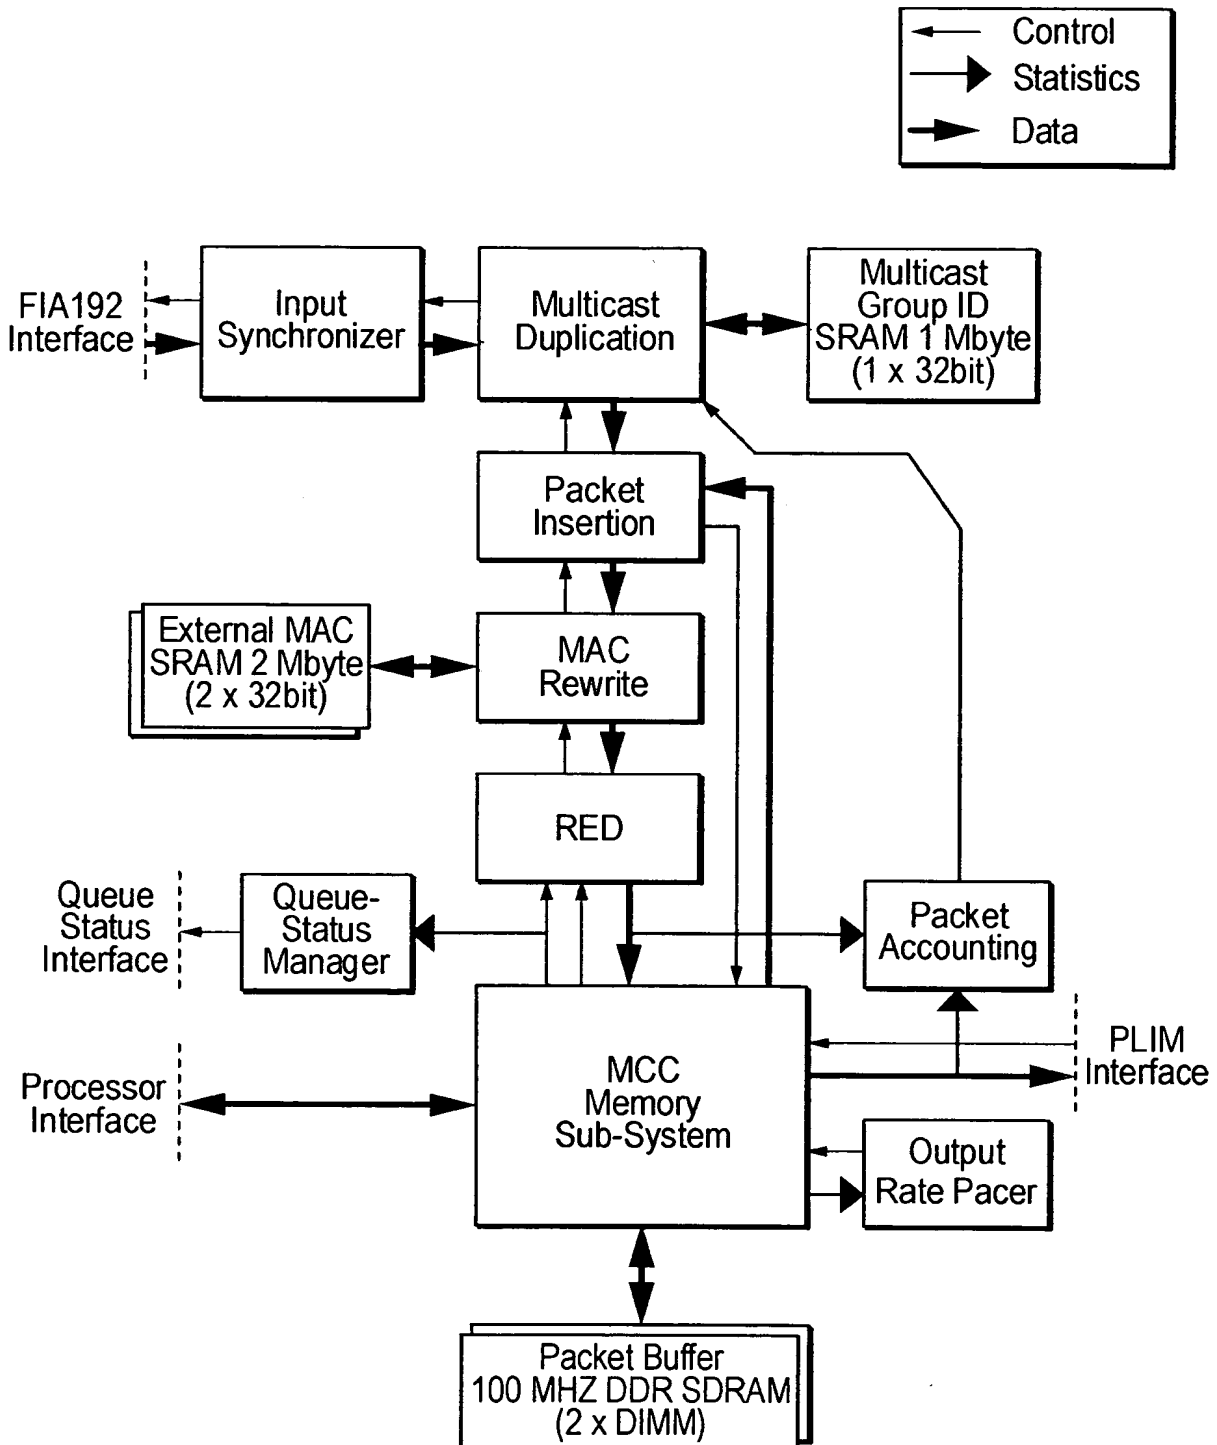 Control
Statistics
Data
FIA192
Interface
Input
Synchronizer
Multicast
Duplication
Multicast
Group ID
SRAM 1 Mbyte
(1 x 32bit)
Packet
Insertion
External MAC
SRAM 2 Mbyte
(2 x 32bit)
MAC
Rewrite
RED
Queue
Status
Interface
Queue-
Status
Manager
Packet
Accounting
Processor
Interface
MCC
Memory
Sub-System
PLIM
Interface
Output
Rate Pacer
Packet Buffer
100 MHZ DDR SDRAM
(2 x DIMM)